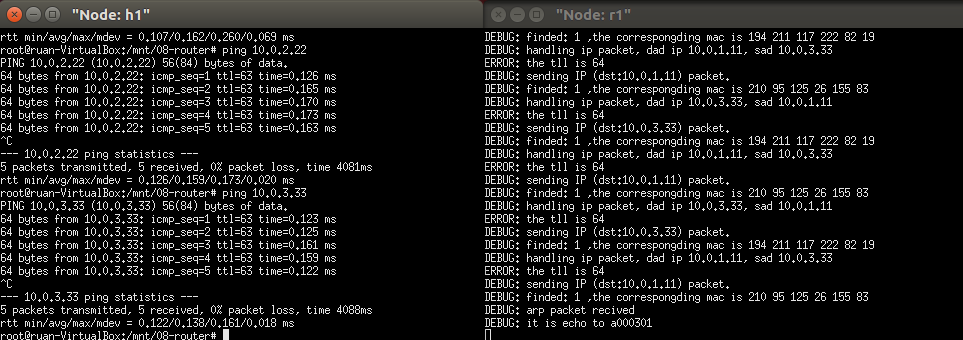 "Node: h1"
rtt min/avg/max/mdev = 0.107/0.162/0.260/0.069 ms
root@ruan-VirtualBox:/mnt/08-router# ping 10.0.2.22
PING 10.0.2.22 (10.0.2.22) 56(84) bytes of data.
64 bytes from 10.0.2.22: icmp_seq=1 ttl=63 time=0.126 ms
64 bytes from 10.0.2.22: icmp_seq=2 ttl=63 time=0.165 ms
64 bytes from 10.0.2.22: icmp_seq=3 ttl=63 time=0.170 ms
64 bytes from 10.0.2.22: icmp_seq=4 ttl=63 time=0.173 ms
64 bytes from 10.0.2.22: icmp_seq=5 ttl=63 time=0.163 ms
^C
--- 10.0.2.22 ping statistics ---
5 packets transmitted, 5 received, 0% packet loss, time 4081ms
rtt min/avg/max/mdev = 0.126/0.159/0.173/0.020 ms
root@ruan-VirtualBox:/mnt/08-router# ping 10.0.3.33
PING 10.0.3.33 (10.0.3.33) 56(84) bytes of data.
64 bytes from 10.0.3.33: icmp_seq=1 ttl=63 time=0.123 ms
64 bytes from 10.0.3.33: icmp_seq=2 ttl=63 time=0.125 ms
64 bytes from 10.0.3.33: icmp_seq=3 ttl=63 time=0.161 ms
64 bytes from 10.0.3.33: icmp_seq=4 ttl=63 time=0.159 ms
64 bytes from 10.0.3.33: icmp_seq=5 ttl=63 time=0.122 ms
^C
--- 10.0.3.33 ping statistics ---
5 packets transmitted, 5 received, 0% packet loss, time 4088ms
rtt min/avg/max/mdev = 0.122/0.138/0.161/0.018 ms
root@ruan-VirtualBox:/mnt/08-router#
"Node: r1"
DEBUG: finded: 1 ,the correspongding mac is 194 211 117 222 82 19
DEBUG: handling ip packet, dad ip 10.0.1.11, sad 10.0.3.33
ERROR: the tll is 64
DEBUG: sending IP (dst:10.0.1.11) packet.
DEBUG: finded: 1 ,the correspongding mac is 210 95 125 26 155 83
DEBUG: handling ip packet, dad ip 10.0.3.33, sad 10.0.1.11
ERROR: the tll is 64
DEBUG: sending IP (dst:10.0.3.33) packet.
DEBUG: finded: 1 ,the correspongding mac is 194 211 117 222 82 19
DEBUG: handling ip packet, dad ip 10.0.1.11, sad 10.0.3.33
ERROR: the tll is 64
DEBUG: sending IP (dst:10.0.1.11) packet.
DEBUG: finded: 1 ,the correspongding mac is 210 95 125 26 155 83
DEBUG: handling ip packet, dad ip 10.0.3.33, sad 10.0.1.11
ERROR: the tll is 64
DEBUG: sending IP (dst:10.0.3.33) packet.
DEBUG: finded: 1 ,the correspongding mac is 194 211 117 222 82 19
DEBUG: handling ip packet, dad ip 10.0.1.11, sad 10.0.3.33
ERROR: the tll is 64
DEBUG: sending IP (dst:10.0.1.11) packet.
DEBUG: finded: 1 ,the correspongding mac is 210 95 125 26 155 83
DEBUG: arp packet recived
DEBUG: it is echo to a000301